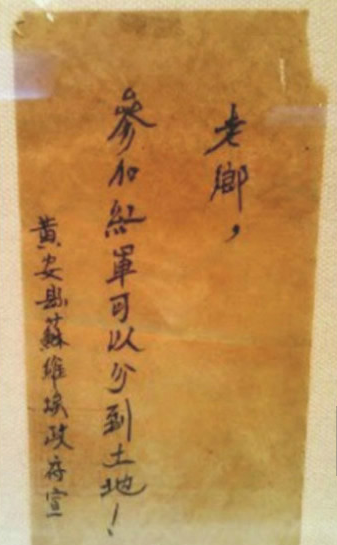 老鄉，
參加紅軍可以分到土地！
黃安縣蘇維埃政府宣